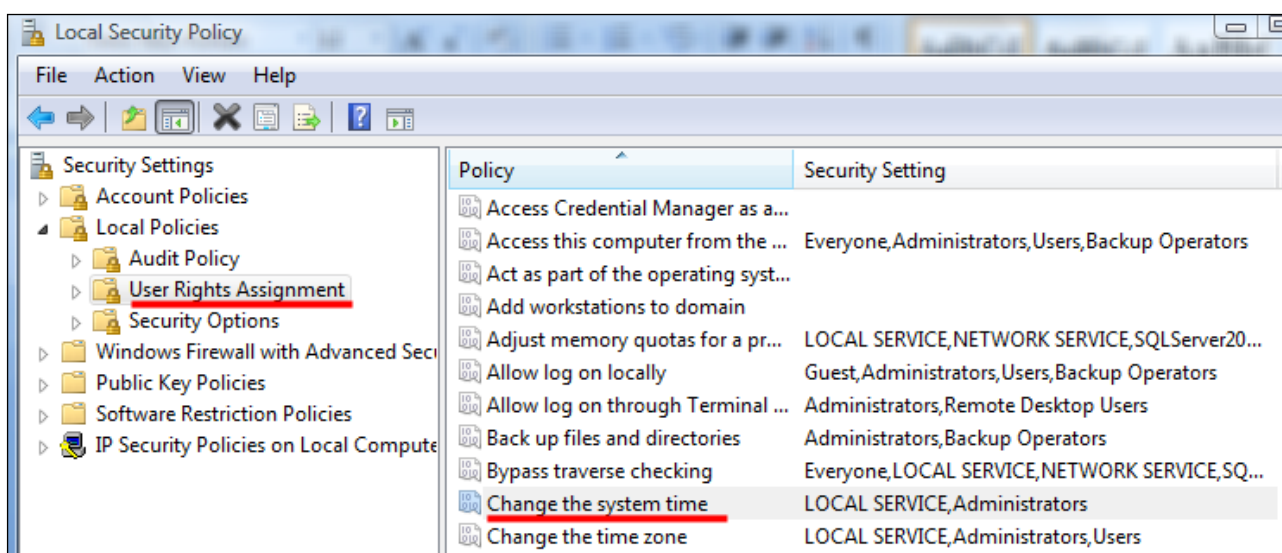 Local Security Policy
File Action View Help
Security Settings
Account Policies
Local Policies
Audit Policy
User Rights Assignment
Security Options
Windows Firewall with Advanced Secu
Public Key Policies
Software Restriction Policies
IP Security Policies on Local Compute
Policy Security Setting
Access Credential Manager as a...
Access this computer from the ... Everyone,Administrators,Users,Backup Operators
Act as part of the operating syst...
Add workstations to domain
Adjust memory quotas for a pr... LOCAL SERVICE,NETWORK SERVICE,SQLServer20...
Allow log on locally Guest,Administrators,Users,Backup Operators
Allow log on through Terminal ... Administrators,Remote Desktop Users
Back up files and directories Administrators,Backup Operators
Bypass traverse checking Everyone,LOCAL SERVICE,NETWORK SERVICE,SQ...
Change the system time LOCAL SERVICE,Administrators
Change the time zone LOCAL SERVICE,Administrators,Users